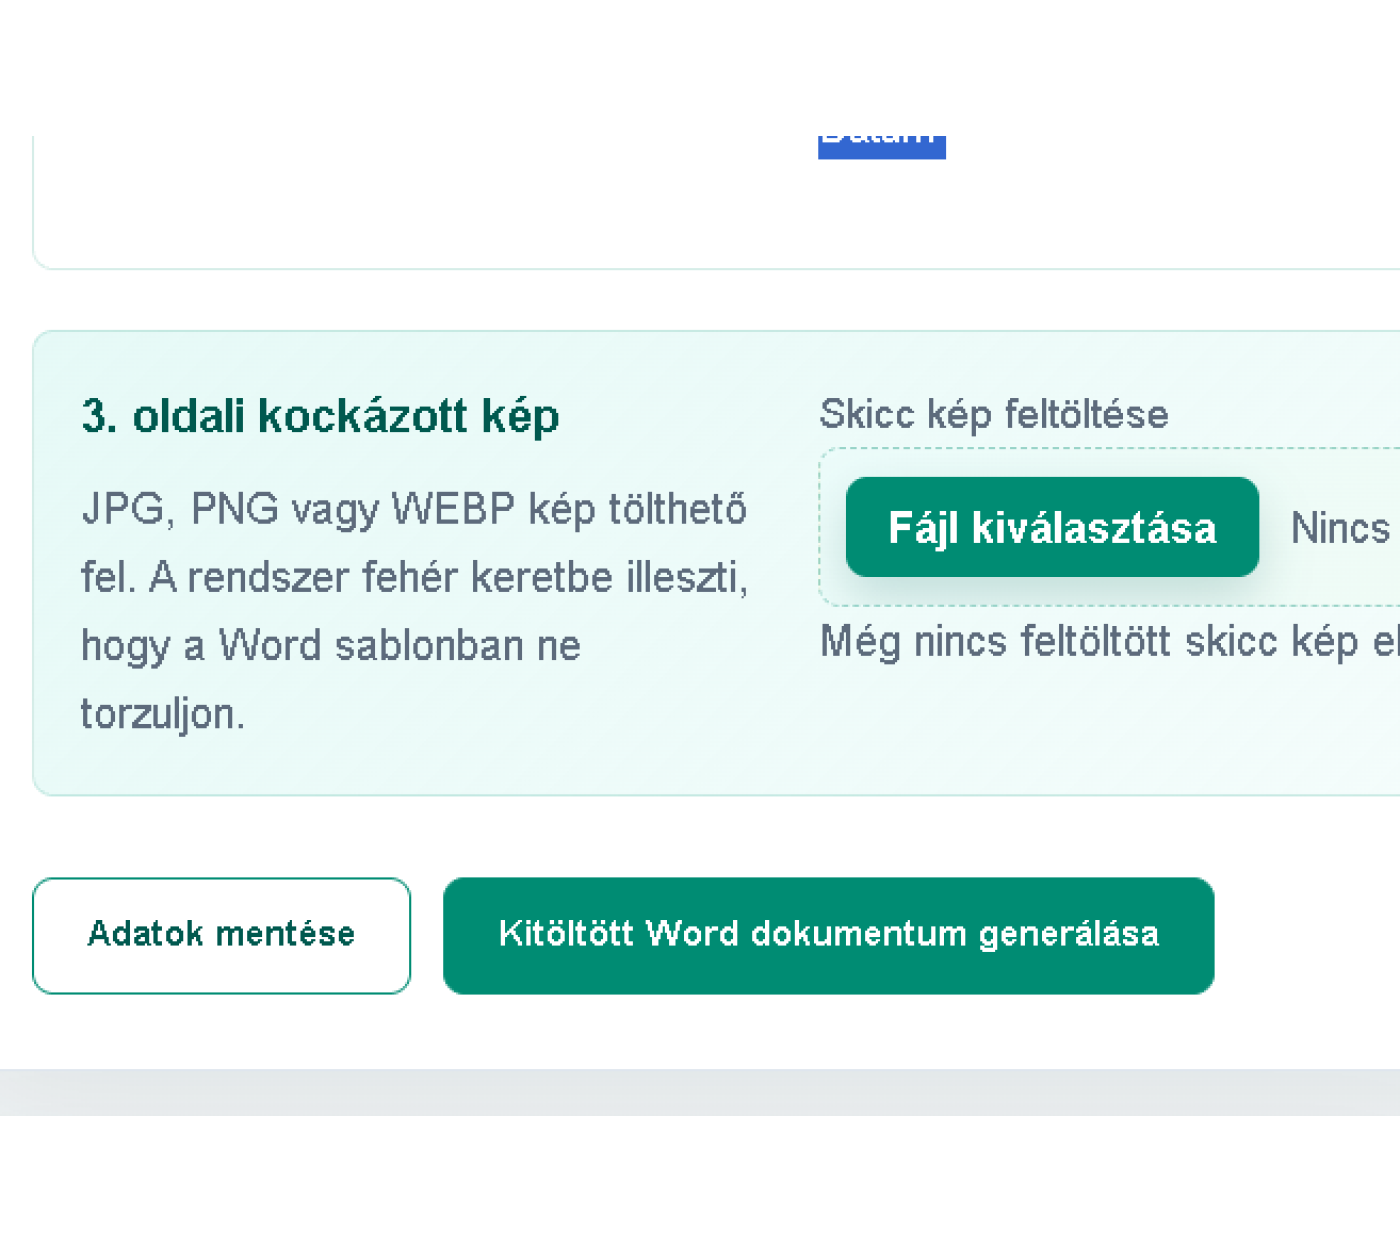 3. oldali kockázott kép
JPG, PNG vagy WEBP kép tölthető
fel. A rendszer fehér keretbe illeszti,
hogy a Word sablonban ne
torzuljon.
Skicc kép feltöltése
Fájl kiválasztása Nincs
Még nincs feltöltött skicc kép
Adatok mentése
Kitöltött Word dokumentum generálása